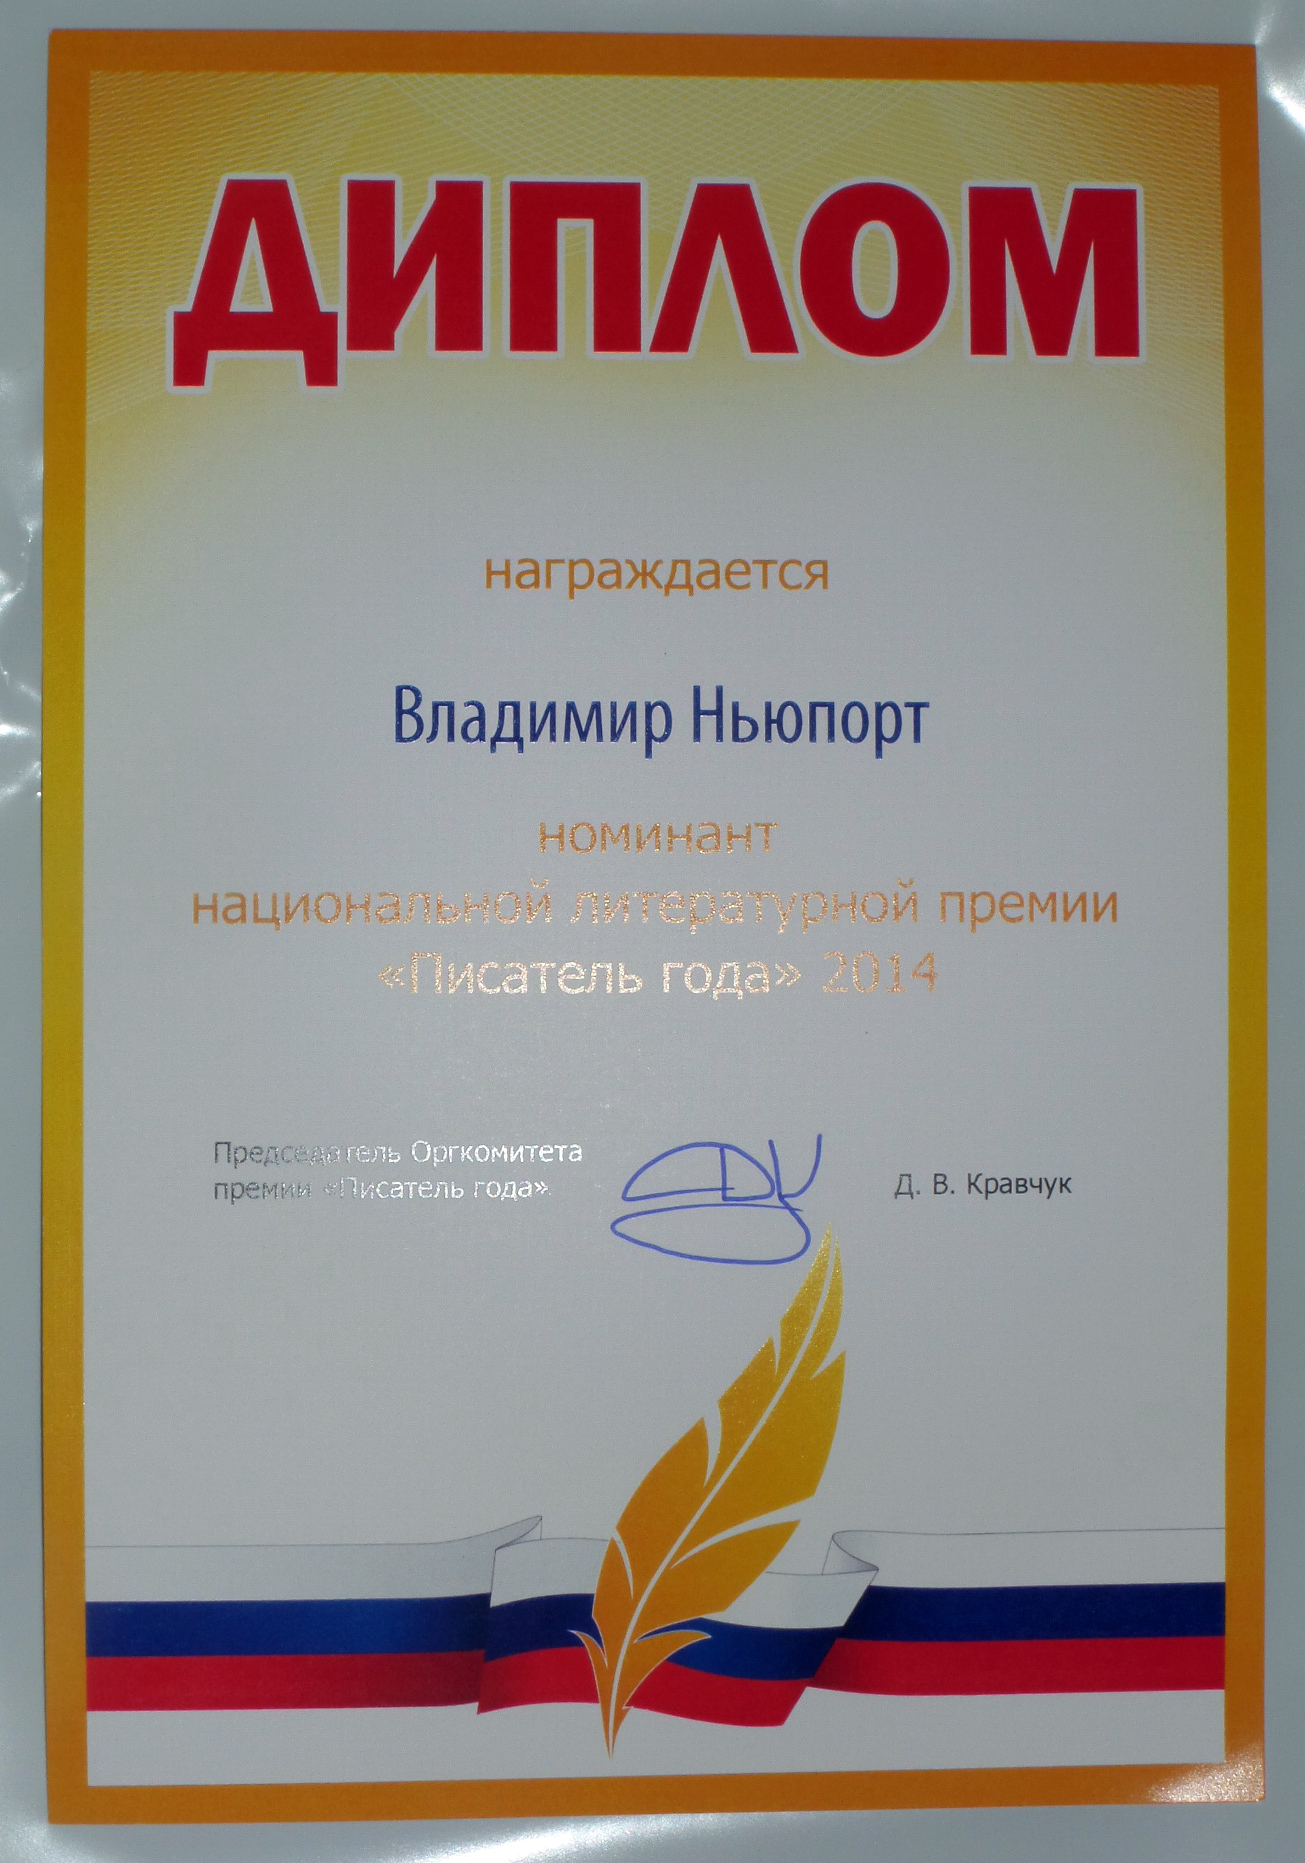 ДИПЛОМ
награждается
Владимир Ньюпорт
номинант
национальной литературной премии
«Писатель года» 2014
Председатель Оргкомитета
премии «Писатель года»
Д. В. Кравчук